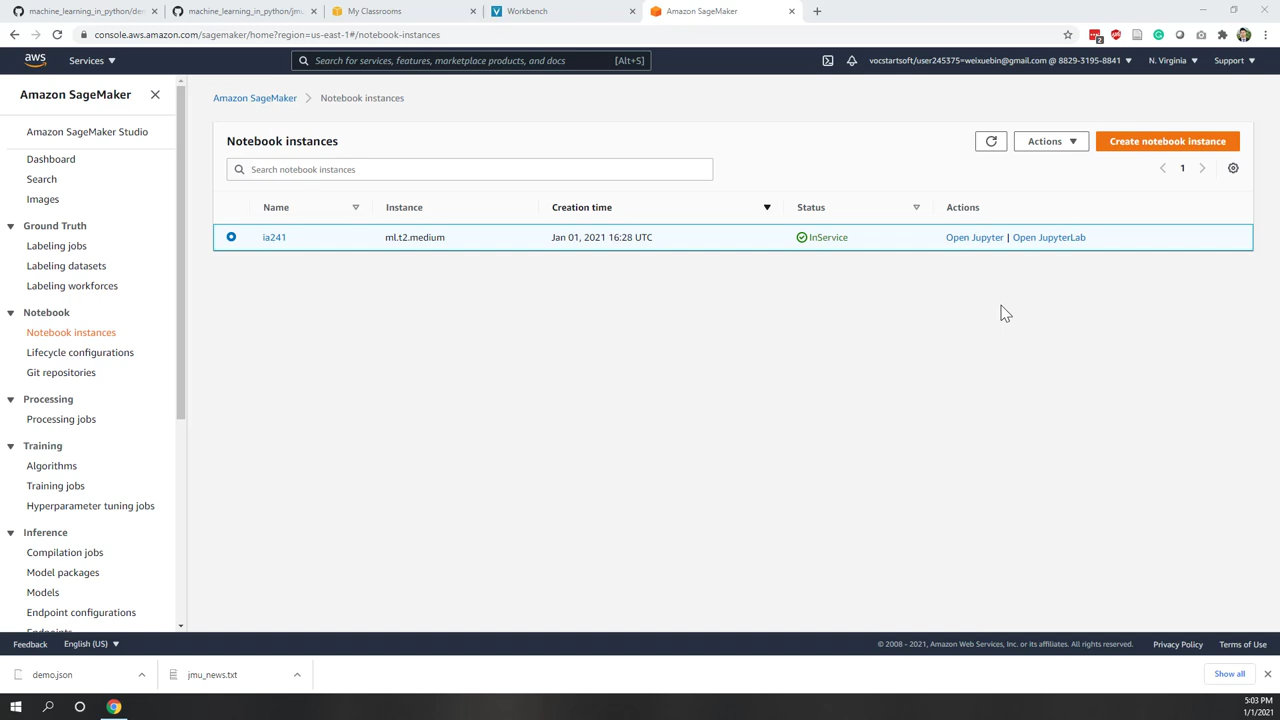 machine_learning_in_python/de
machine_learning_in_python/jmu
My Classrooms
Workbench
Amazon SageMaker
console.aws.amazon.com/sagemaker/home?region=us-east-1#/notebook-instances
2
aws
Services
Search for services, features, marketplace products, and docs
[Alt+S]
vocstartsoft/user245375=weixuebin@gmail.com @ 8829-3195-8841
N. Virginia
Support
Amazon SageMaker
Amazon SageMaker Studio
Dashboard
Search
Images
Ground Truth
Labeling jobs
Labeling datasets
Labeling workforces
Notebook
Notebook instances
Lifecycle configurations
Git repositories
Processing
Processing jobs
Training
Algorithms
Training jobs
Hyperparameter tuning jobs
Inference
Compilation jobs
Model packages
Models
Endpoint configurations
Endpoints
Amazon SageMaker
Notebook instances
Notebook instances
Actions
Create notebook instance
Search notebook instances
1
Name
Instance
Creation time
Status
Actions
ia241
ml.t2.medium
Jan 01, 2021 16:28 UTC
InService
Open Jupyter | Open JupyterLab
Feedback
English (US)
© 2008 - 2021, Amazon Web Services, Inc. or its affiliates. All rights reserved.
Privacy Policy
Terms of Use
demo.json
jmu_news.txt
Show all
5:03 PM
1/1/2021